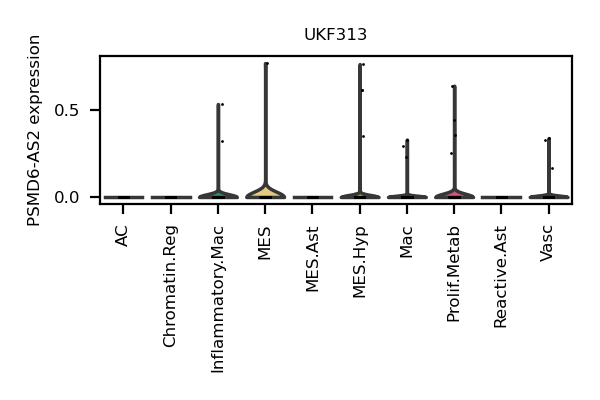 UKF313
PSMD6-AS2 expression
0.5
0.0
AC
Chromatin.Reg
Inflammatory.Mac
MES
MES.Ast
MES.Hyp
Mac
Prolif.Metab
Reactive.Ast
Vasc